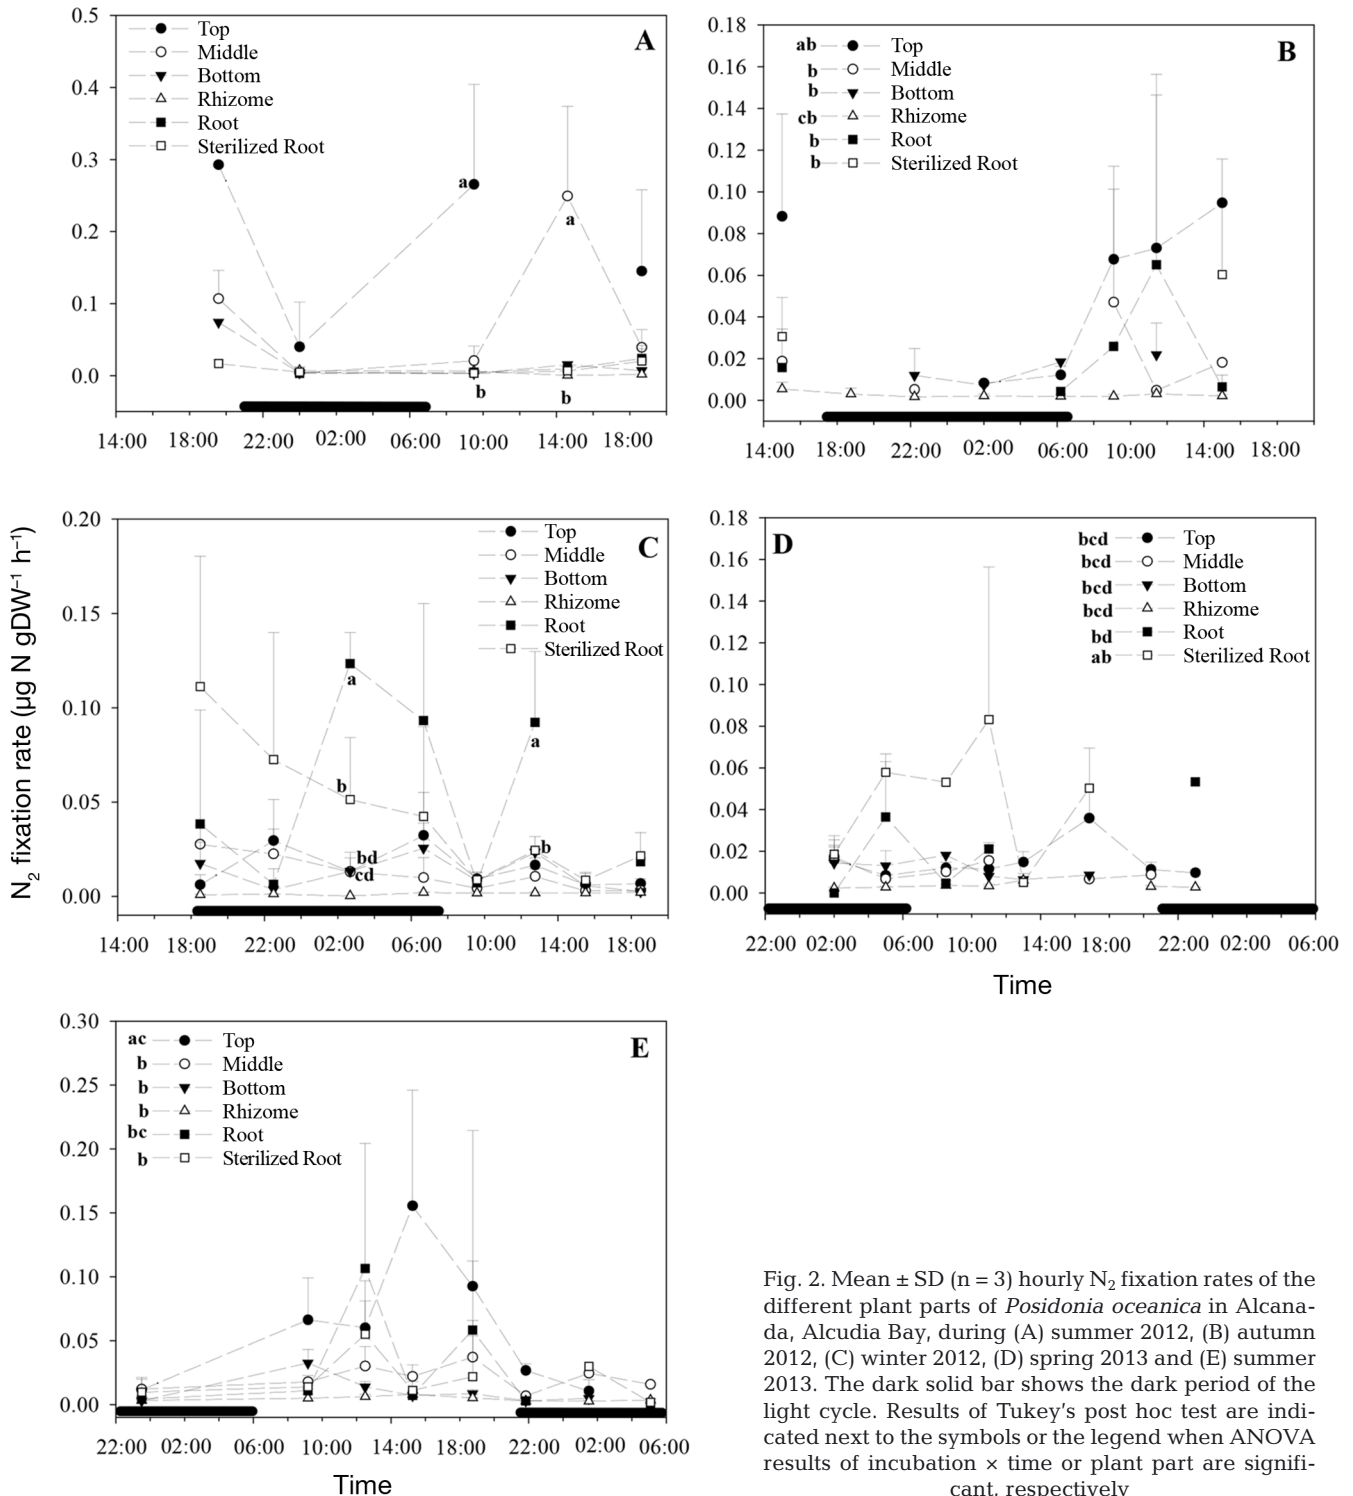 0.5
0.4
0.3
0.2
0.1
0.0
Top
Middle
Bottom
Rhizome
Root
Sterilized Root
A
a
a
b
b
14:00 18:00 22:00 02:00 06:00 10:00 14:00 18:00
0.18
0.16
0.14
0.12
0.10
0.08
0.06
0.04
0.02
0.00
ab Top
b Middle
b Bottom
cb Rhizome
b Root
b Sterilized Root
B
14:00 18:00 22:00 02:00 06:00 10:00 14:00 18:00
N2 fixation rate (µg N gDW–1 h–1)
0.20
0.15
0.10
0.05
0.00
Top
Middle
Bottom
Rhizome
Root
Sterilized Root
C
a
b
a
bd
cd
b
14:00 18:00 22:00 02:00 06:00 10:00 14:00 18:00
0.18
0.16
0.14
0.12
0.10
0.08
0.06
0.04
0.02
0.00
D
bcd Top
bcd Middle
bcd Bottom
bcd Rhizome
bd Root
ab Sterilized Root
22:00 02:00 06:00 10:00 14:00 18:00 22:00 02:00 06:00
Time
0.30
0.25
0.20
0.15
0.10
0.05
0.00
ac Top
b Middle
b Bottom
b Rhizome
bc Root
b Sterilized Root
E
22:00 02:00 06:00 10:00 14:00 18:00 22:00 02:00 06:00
Time
Fig. 2. Mean ± SD (n = 3) hourly N2 fixation rates of the
different plant parts of Posidonia oceanica in Alcana-
da, Alcudia Bay, during (A) summer 2012, (B) autumn
2012, (C) winter 2012, (D) spring 2013 and (E) summer
2013. The dark solid bar shows the dark period of the
light cycle. Results of Tukey's post hoc test are indi-
cated next to the symbols or the legend when ANOVA
results of incubation × time or plant part are signifi-
cant, respectively